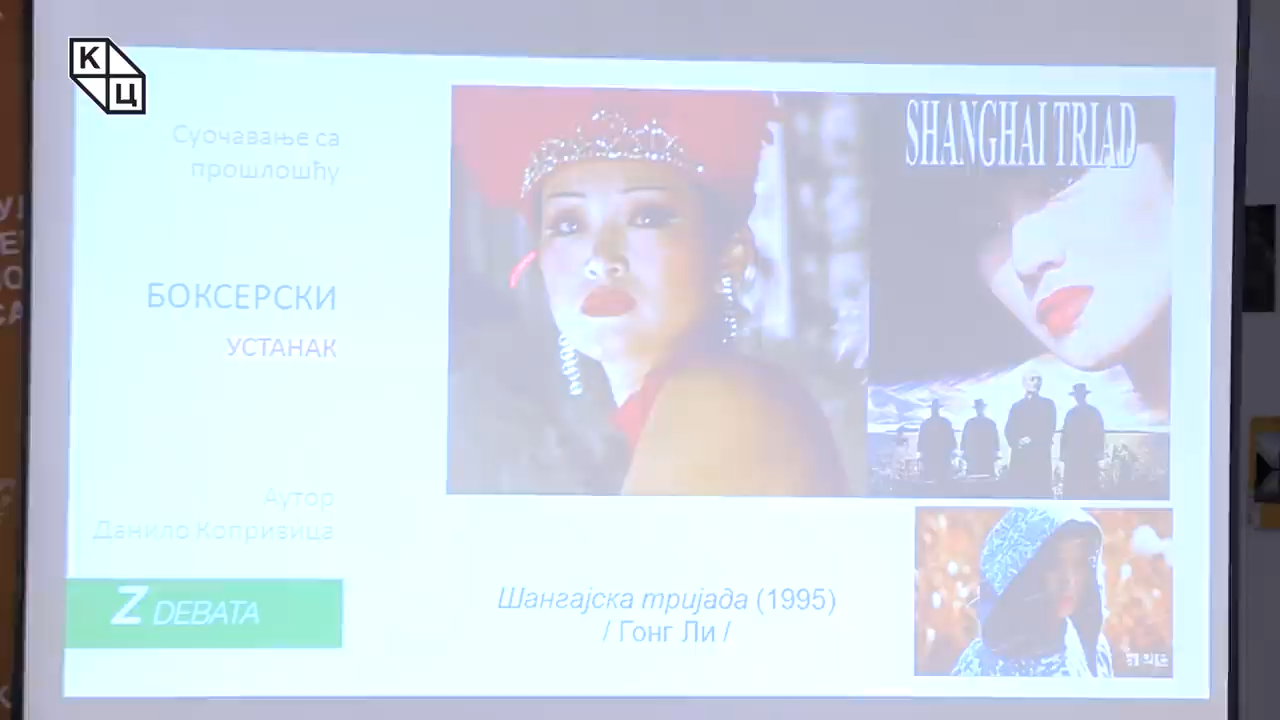 К
Ц
Суочавање са
прошлошћу
БОКСЕРСКИ
УСТАНАК
Аутор
Данило Копривица
Z DEBATA
SHANGHAI TRIAD
Шангајска тријада (1995)
/ Гонг Ли /